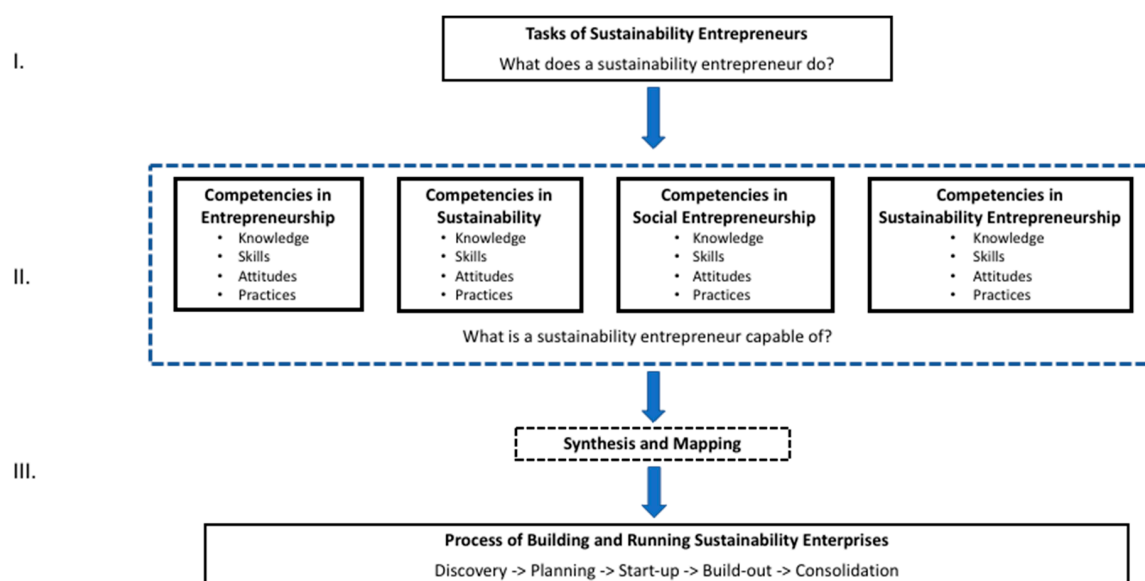 I.
Tasks of Sustainability Entrepreneurs
What does a sustainability entrepreneur do?
II.
Competencies in
Entrepreneurship
• Knowledge
• Skills
• Attitudes
• Practices
Competencies in
Sustainability
• Knowledge
• Skills
• Attitudes
• Practices
Competencies in
Social Entrepreneurship
• Knowledge
• Skills
• Attitudes
• Practices
Competencies in
Sustainability Entrepreneurship
• Knowledge
• Skills
• Attitudes
• Practices
What is a sustainability entrepreneur capable of?
III.
Synthesis and Mapping
Process of Building and Running Sustainability Enterprises
Discovery -> Planning -> Start-up -> Build-out -> Consolidation